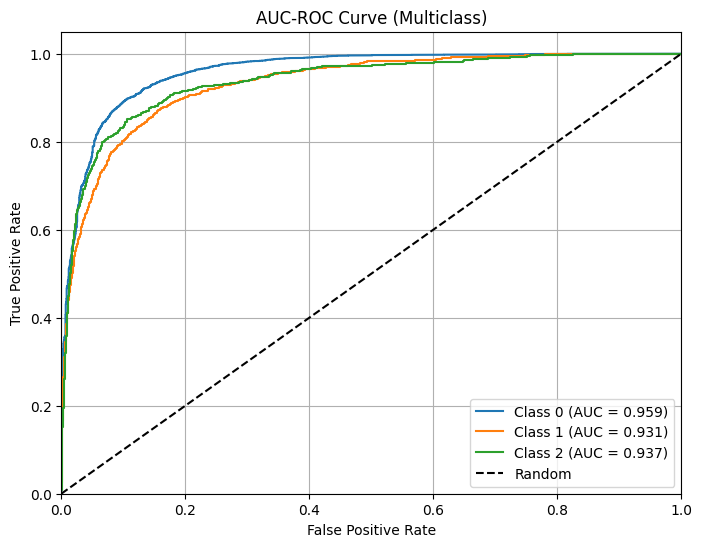 AUC-ROC Curve (Multiclass)
True Positive Rate
1.0
0.8
0.6
0.4
0.2
0.0
0.0 0.2 0.4 0.6 0.8 1.0
False Positive Rate
Class 0 (AUC = 0.959)
Class 1 (AUC = 0.931)
Class 2 (AUC = 0.937)
Random